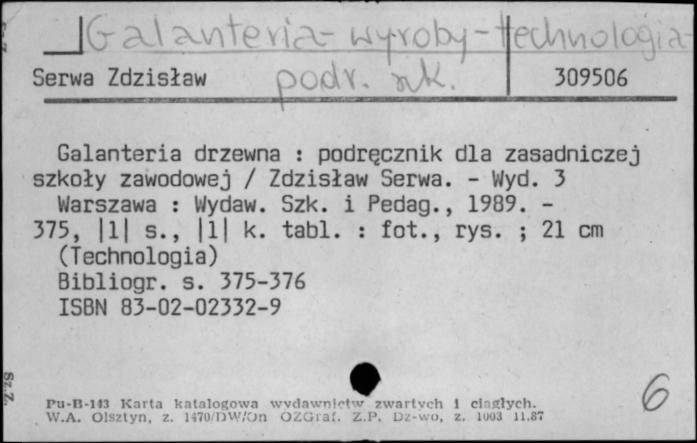 Galanteria - wyroby - technologia -
podr. szk.
Serwa Zdzisław 309506
Galanteria drzewna : podręcznik dla zasadniczej
szkoły zawodowej / Zdzisław Serwa. - Wyd. 3
Warszawa : Wydaw. Szk. i Pedag., 1989. -
375, |1| s., |1| k. tabl. : fot., rys. ; 21 cm
(Technologia)
Bibliogr. s. 375-376
ISBN 83-02-02332-9
Sz.Z.
6
Pu-B-143 Karta katalogowa wydawnictw zwartych i ciągłych.
W.A. Olsztyn, z. 1470/DW/On OZGraf. Z.P. Dz-wo, z. 1003 11.87